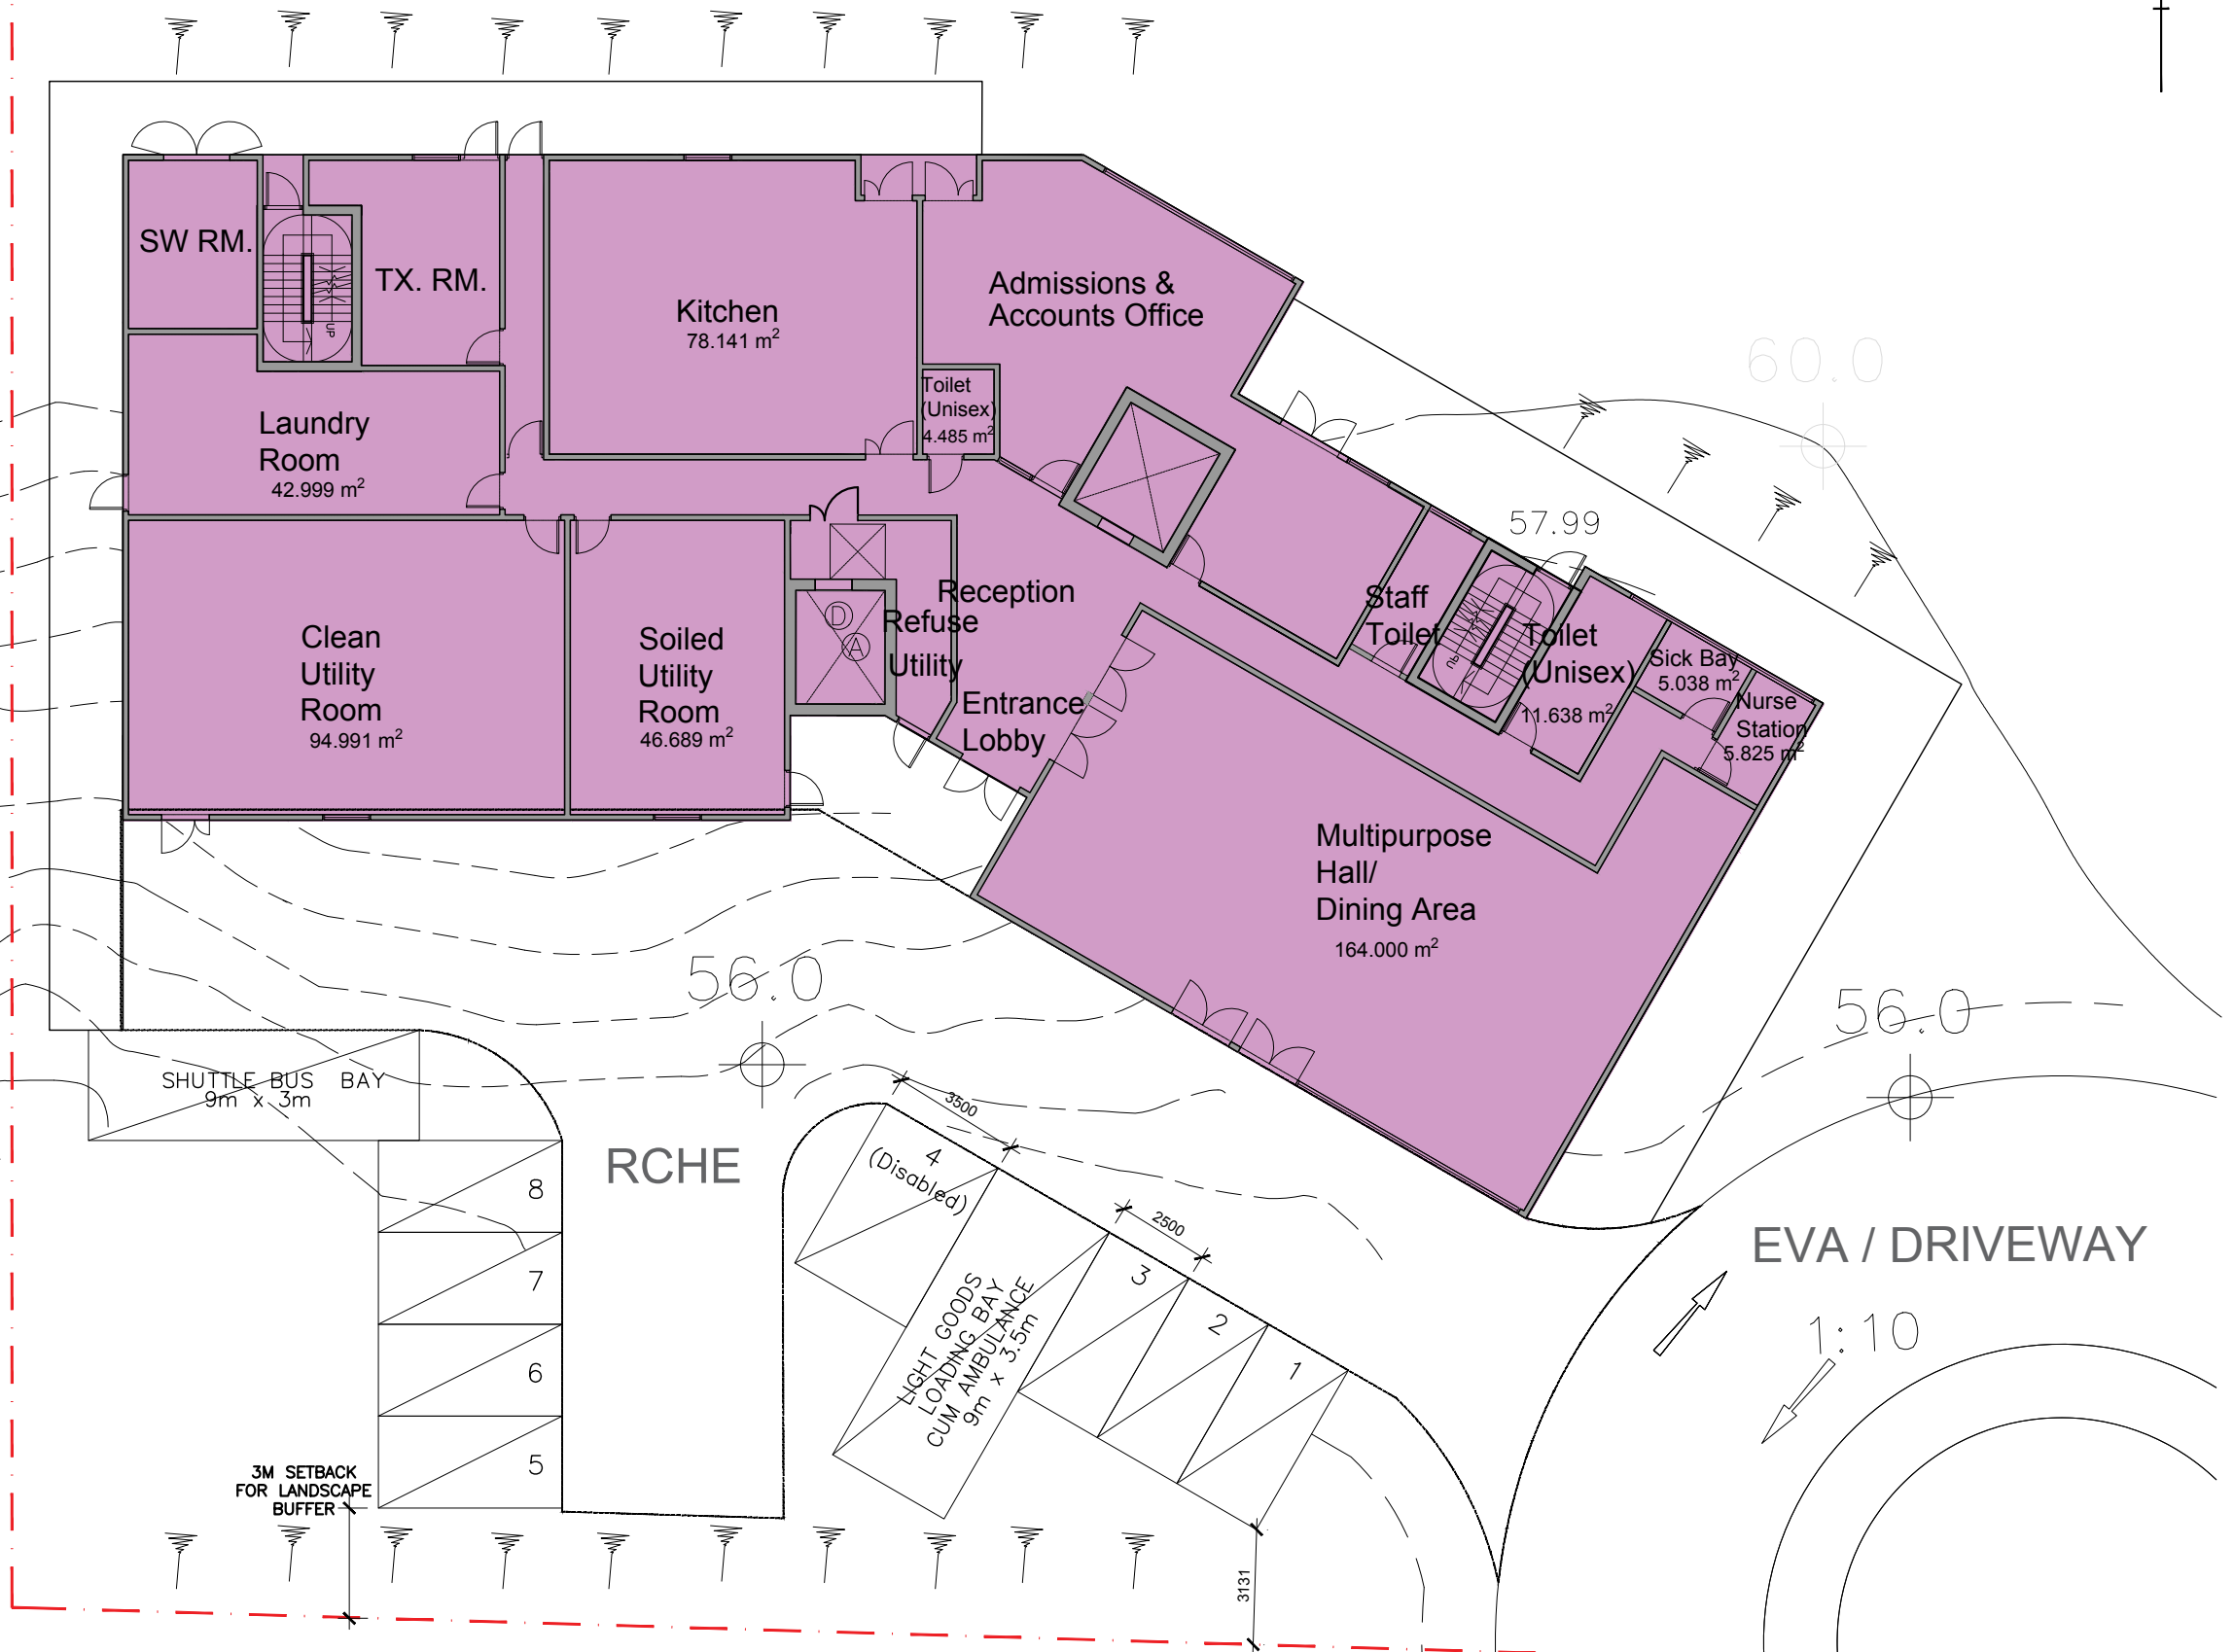 SW RM.
TX. RM.
UP
Kitchen
78.141 m²
Admissions &
Accounts Office
Toilet
(Unisex)
4.485 m²
Laundry
Room
42.999 m²
60.0
57.99
Clean
Utility
Room
94.991 m²
Soiled
Utility
Room
46.689 m²
D
A
Refuse
Utility
Reception
Entrance
Lobby
Staff
Toilet
UP
Toilet
(Unisex)
11.638 m²
Sick Bay
5.038 m²
Nurse
Station
5.825 m²
Multipurpose
Hall/
Dining Area
164.000 m²
56.0
56.0
SHUTTLE BUS BAY
9m x 3m
RCHE
8
7
6
5
3500
4
(Disabled)
LIGHT GOODS
LOADING BAY
CUM AMBULANCE
9m x 3.5m
2500
3
2
1
EVA / DRIVEWAY
1:10
3M SETBACK
FOR LANDSCAPE
BUFFER
3131